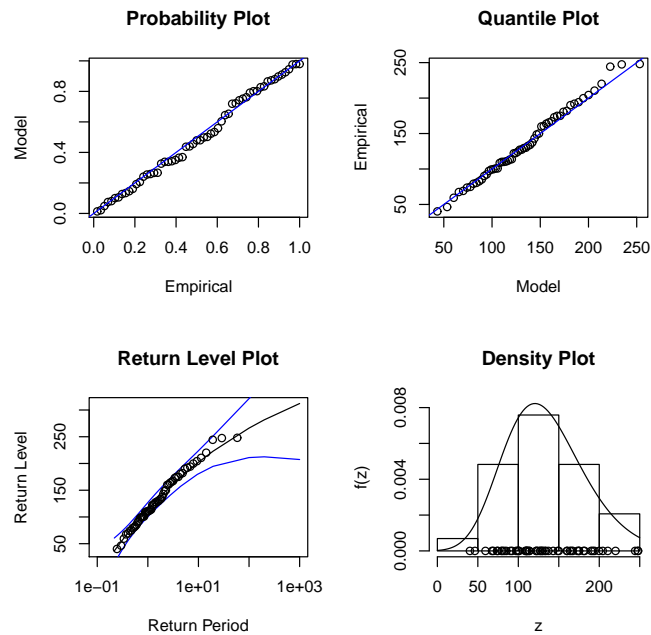 Probability Plot
Model
0.0 0.4 0.8
0.0 0.2 0.4 0.6 0.8 1.0
Empirical
Quantile Plot
Empirical
50 150 250
50 100 150 200 250
Model
Return Level Plot
Return Level
50 150 250
1e−01 1e+01 1e+03
Return Period
Density Plot
f(z)
0.000 0.004 0.008
0 50 100 200
z